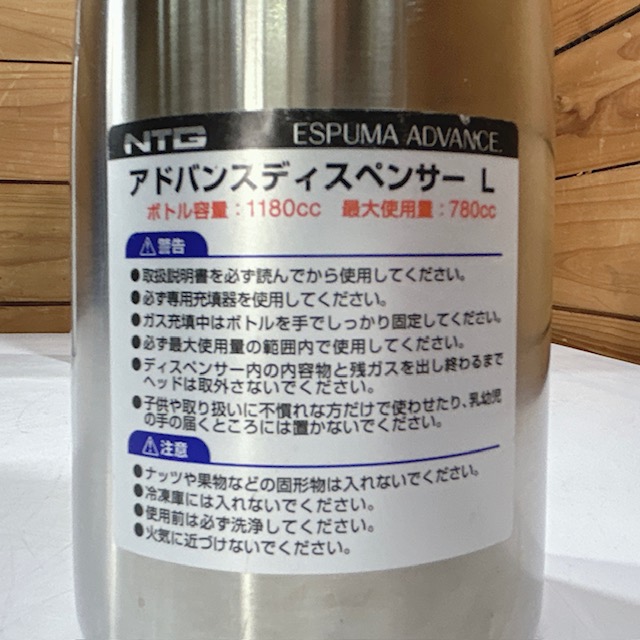 NTG ESPUMA ADVANCE.
アドバンスディスペンサー L
ボトル容量:1180cc 最大使用量:780cc
警告
●取扱説明書を必ず読んでから使用してください。
●必ず専用充填器を使用してください。
●ガス充填中はボトルを手でしっかり固定してください。
●必ず最大使用量の範囲内で使用してください。
●ディスペンサー内の内容物と残ガスを出し終わるまで
ヘッドは取外さないでください。
●子供や取り扱いに不慣れな方だけで使わせたり、乳幼児
の手の届くところには置かないでください。
注意
●ナッツや果物などの固形物は入れないでください。
●冷凍庫には入れないでください。
●使用前は必ず洗浄してください。
●火気に近づけないでください。